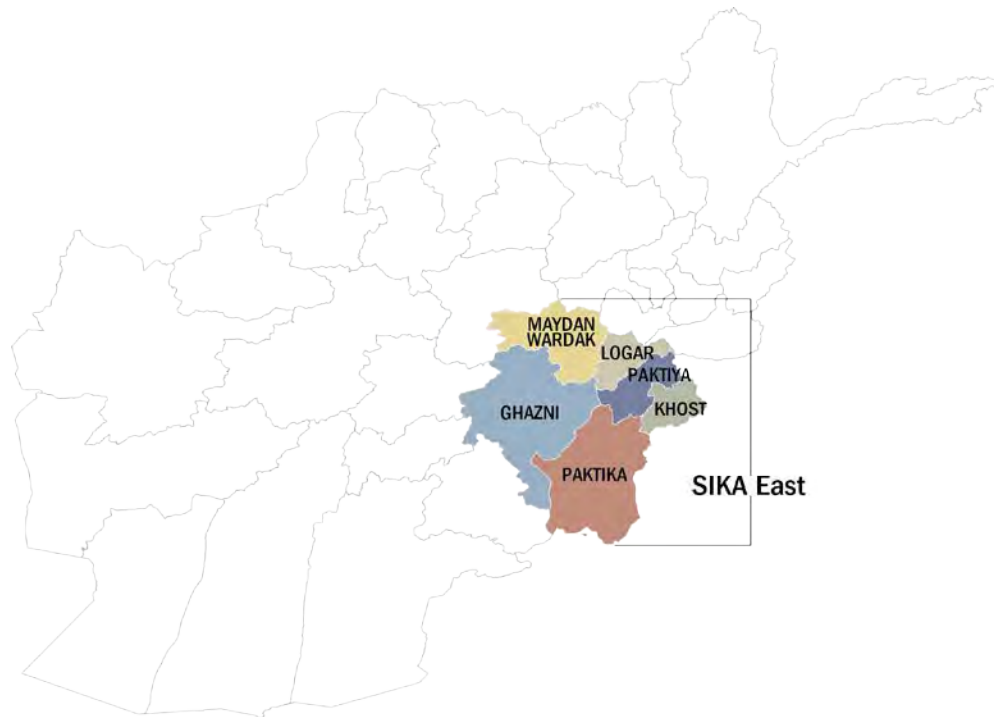 MAYDAN
WARDAK
LOGAR
PAKTIYA
GHAZNI
KHOST
PAKTIKA
SIKA East